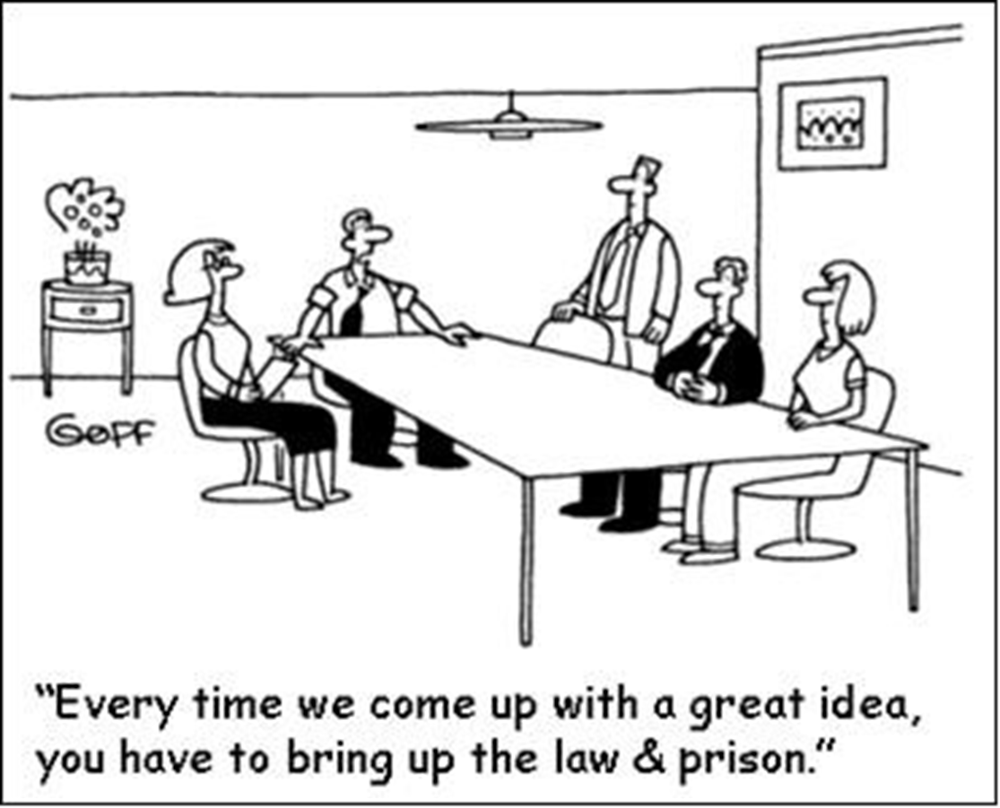 GOFF
“Every time we come up with a great idea,
you have to bring up the law & prison.”